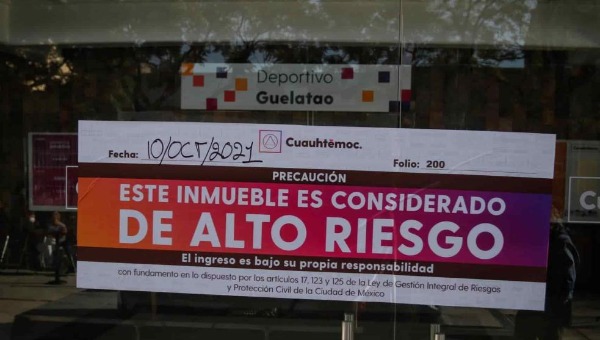 Deportivo
Guelatao
Fecha: 10/OCT/2021
Cuauhtémoc.
Folio: 200
PRECAUCIÓN
ESTE INMUEBLE ES CONSIDERADO
DE ALTO RIESGO
El ingreso es bajo su propia responsabilidad
con fundamento en lo dispuesto por los artículos 17, 123 y 125 de la Ley de Gestión Integral de Riesgos
y Protección Civil de la Ciudad de México